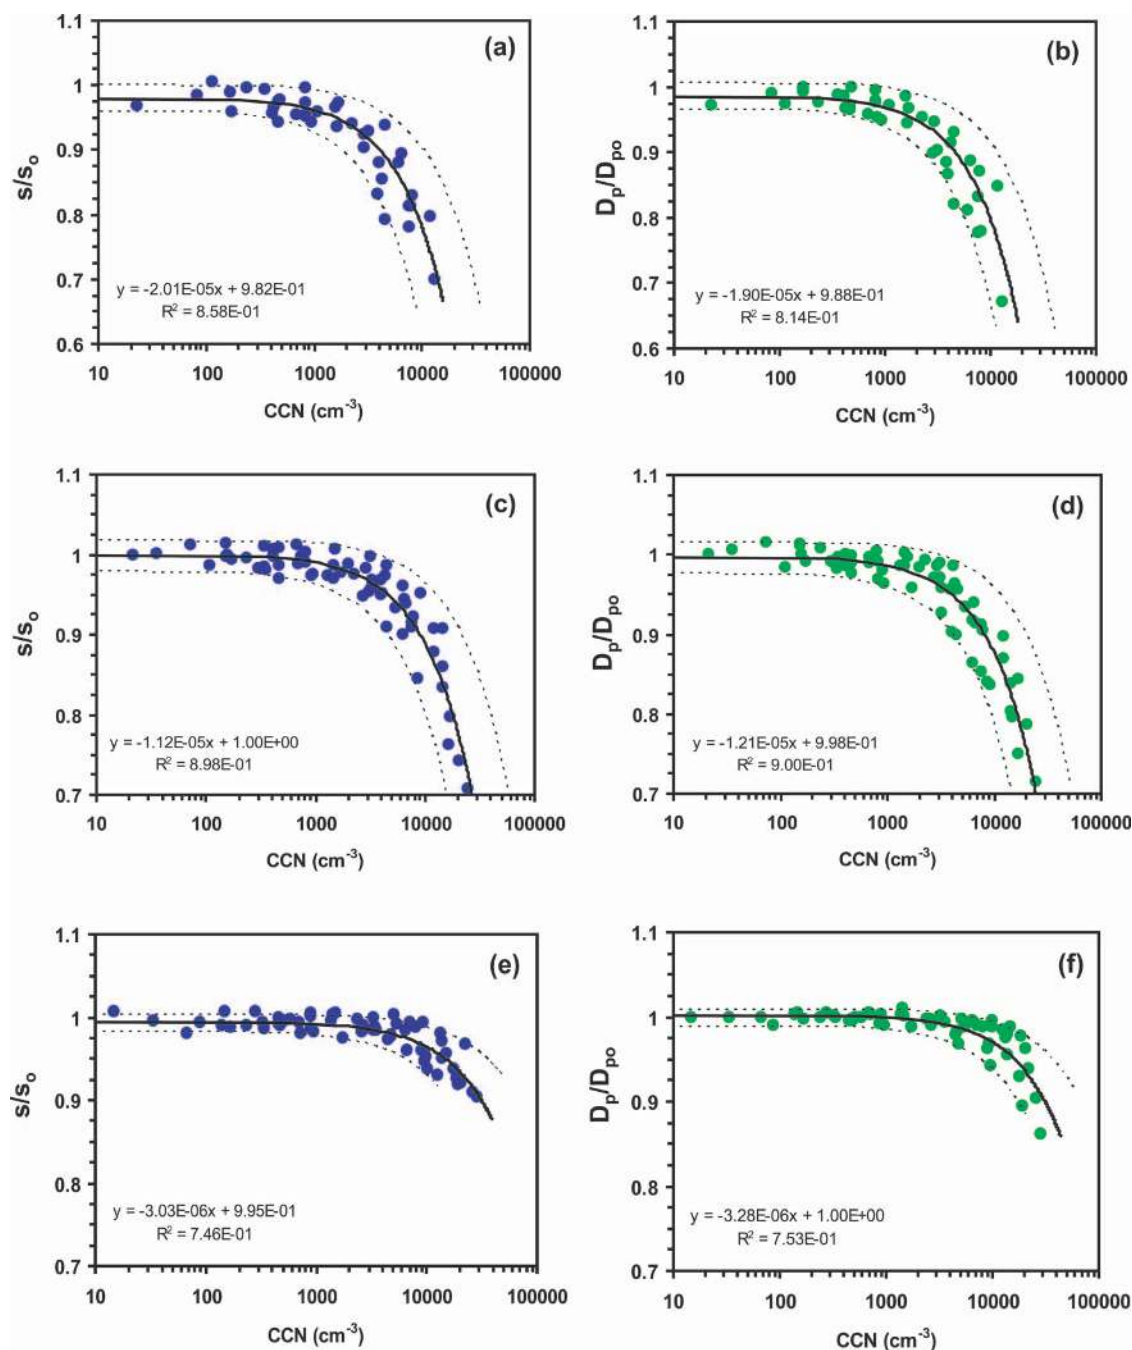 1.1
(a)
1
0.9
0.8
0.7
0.6
s/s₀
y = -2.01E-05x + 9.82E-01
R² = 8.58E-01
10 100 1000 10000 100000
CCN (cm⁻³)
1.1
(b)
1
0.9
0.8
0.7
0.6
Dₚ/Dₚₒ
y = -1.90E-05x + 9.88E-01
R² = 8.14E-01
10 100 1000 10000 100000
CCN (cm⁻³)
1.1
(c)
1
0.9
0.8
0.7
s/s₀
y = -1.12E-05x + 1.00E+00
R² = 8.98E-01
10 100 1000 10000 100000
CCN (cm⁻³)
1.1
(d)
1
0.9
0.8
0.7
Dₚ/Dₚₒ
y = -1.21E-05x + 9.98E-01
R² = 9.00E-01
10 100 1000 10000 100000
CCN (cm⁻³)
1.1
(e)
1
0.9
0.8
0.7
s/s₀
y = -3.03E-06x + 9.95E-01
R² = 7.46E-01
10 100 1000 10000 100000
CCN (cm⁻³)
1.1
(f)
1
0.9
0.8
0.7
Dₚ/Dₚₒ
y = -3.28E-06x + 1.00E+00
R² = 7.53E-01
10 100 1000 10000 100000
CCN (cm⁻³)